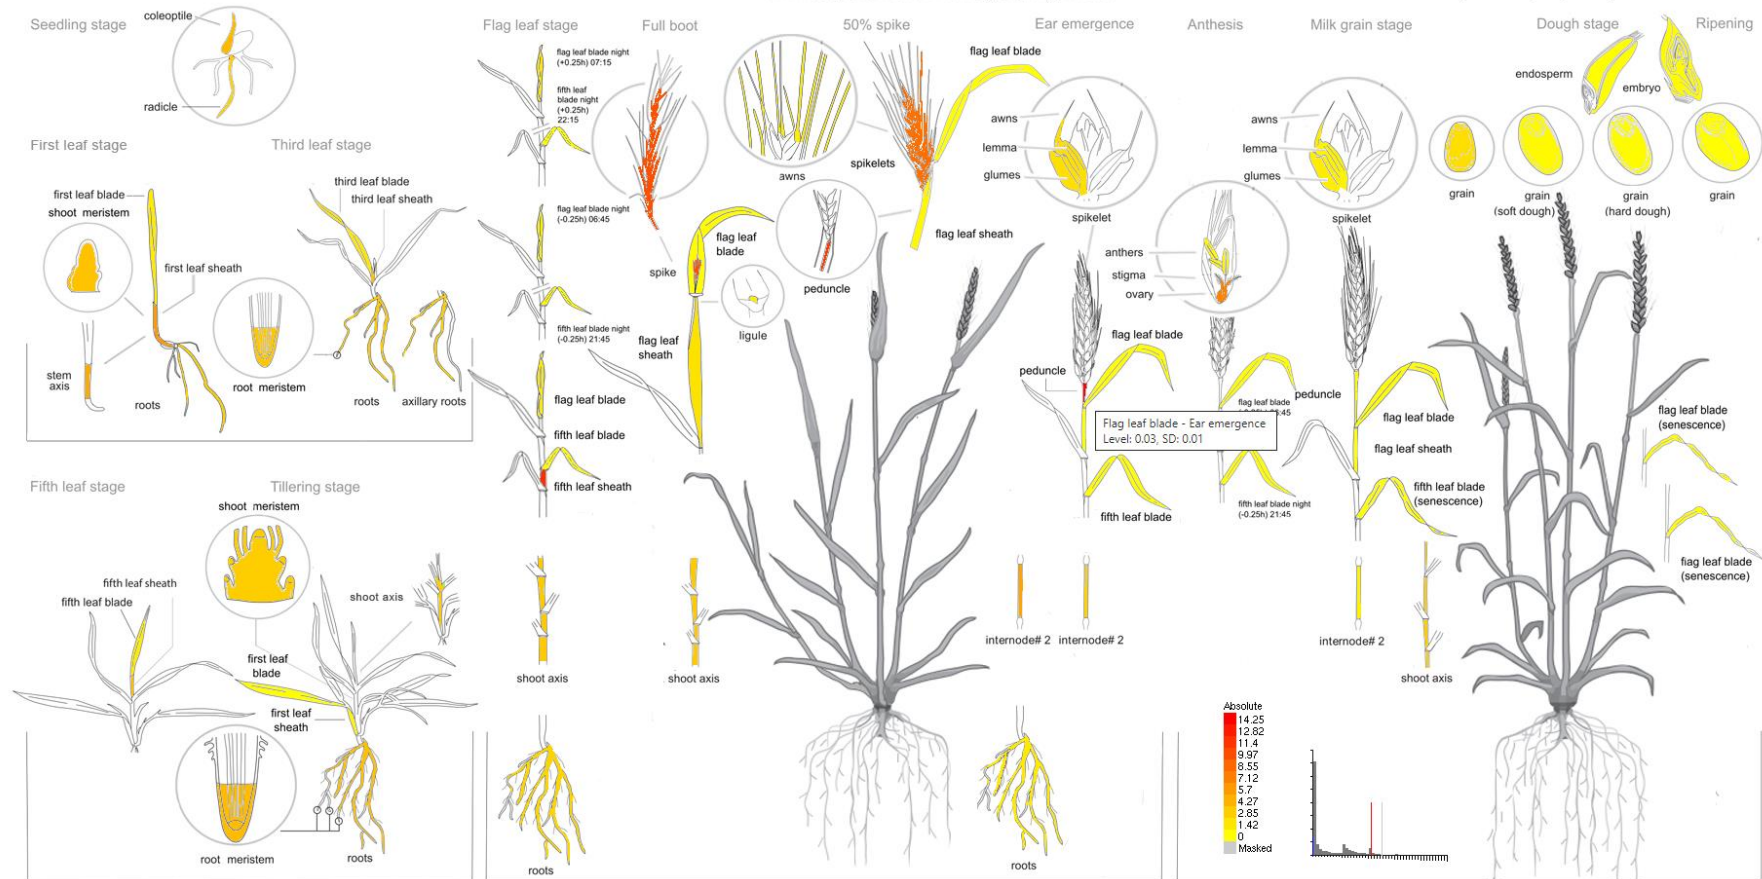 Seedling stage
coleoptile
radicle
First leaf stage
first leaf blade
shoot meristem
first leaf sheath
stem
axis
roots
Third leaf stage
third leaf blade
third leaf sheath
root meristem
roots
axillary roots
Fifth leaf stage
fifth leaf sheath
fifth leaf blade
Tillering stage
shoot meristem
shoot axis
first leaf
blade
first leaf
sheath
root meristem
roots
Flag leaf stage
flag leaf blade night
(+0.25h) 07:15
fifth leaf
blade night
(+0.25h)
22:15
flag leaf blade night
(-0.25h) 06:45
fifth leaf blade night
(-0.25h) 21:45
flag leaf blade
fifth leaf blade
fifth leaf sheath
shoot axis
roots
Full boot
spike
flag leaf
blade
ligule
flag leaf
sheath
shoot axis
50% spike
awns
spikelets
peduncle
flag leaf blade
flag leaf sheath
internode# 2
roots
Ear emergence
awns
lemma
glumes
spikelet
flag leaf blade
peduncle
Flag leaf blade - Ear emergence
Level: 0.03, SD: 0.01
fifth leaf blade
internode# 2
Anthesis
anthers
stigma
ovary
flag leaf blade
fifth leaf blade night
(-0.25h) 21:45
Milk grain stage
awns
lemma
glumes
spikelet
grain
peduncle
flag leaf blade
flag leaf sheath
fifth leaf blade
(senescence)
internode# 2
shoot axis
Dough stage
endosperm
embryo
grain
(soft dough)
grain
(hard dough)
Ripening
grain
flag leaf blade
(senescence)
flag leaf blade
(senescence)
Absolute
14.25
12.82
11.4
9.97
8.55
7.12
5.7
4.27
2.85
1.42
0
Masked